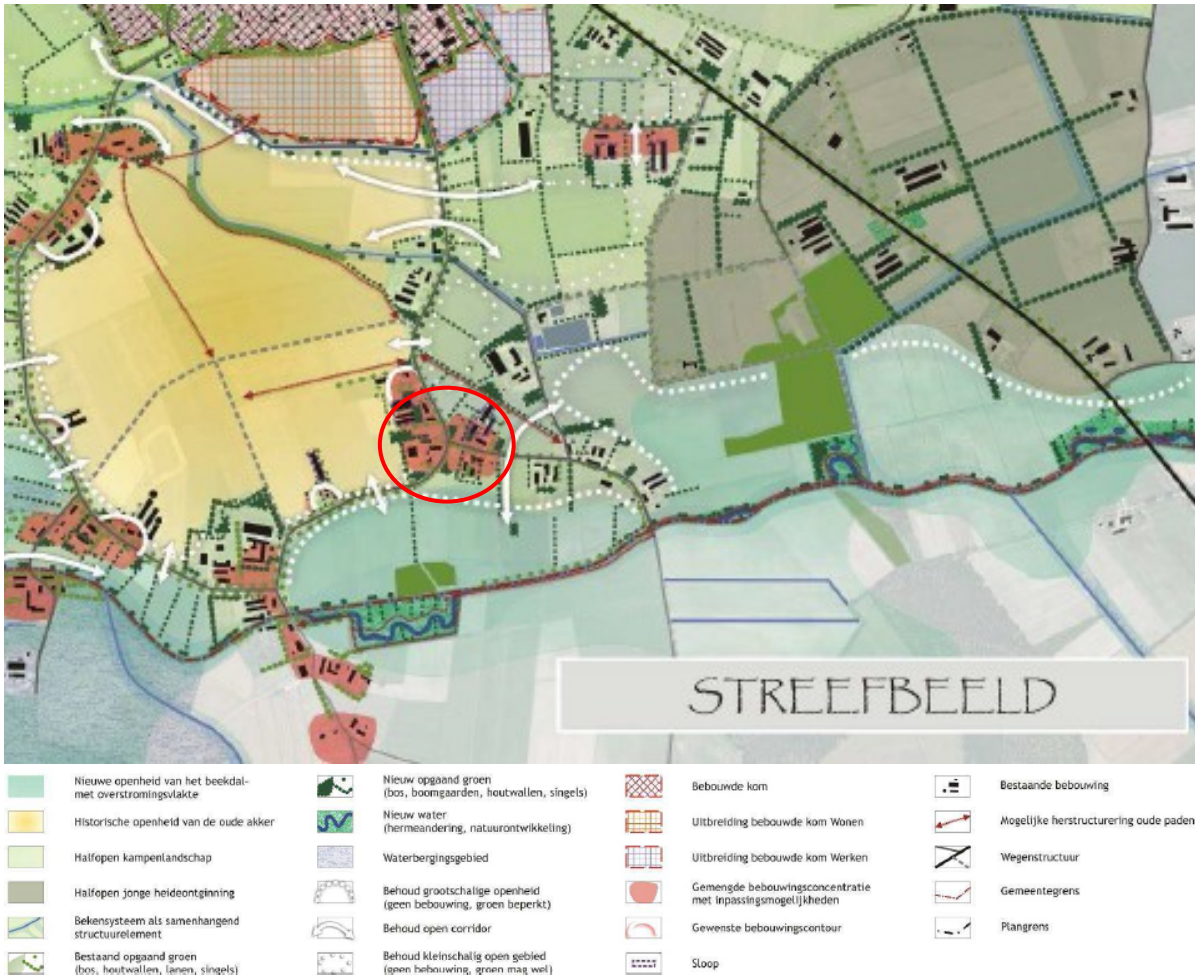 STREEFBEELD
Nieuwe openheid van het beekdal-
met overstromingsvlakte
Historische openheid van de oude akker
Halfopen kampenlandschap
Halfopen jonge heideontginning
Bekensysteem als samenhangend
structuurelement
Bestaand opgaand groen
(bos, houtwallen, lanen, singels)
Nieuw opgaand groen
(bos, boomgaarden, houtwallen, singels)
Nieuw water
(hermeandering, natuurontwikkeling)
Waterbergingsgebied
Behoud grootschalige openheid
(geen bebouwing, groen beperkt)
Behoud open corridor
Behoud kleinschalig open gebied
(geen bebouwing, groen mag wel)
Bebouwde kom
Uitbreiding bebouwde kom Wonen
Uitbreiding bebouwde kom Werken
Gemengde bebouwingsconcentratie
met inpassingsmogelijkheden
Gewenste bebouwingscontour
Sloop
Bestaande bebouwing
Mogelijke herstructurering oude paden
Wegenstructuur
Gemeentegrens
Plangrens